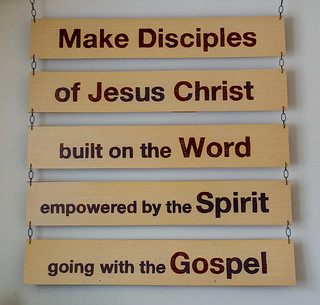 Make Disciples
of Jesus Christ
built on the Word
empowered by the Spirit
going with the Gospel